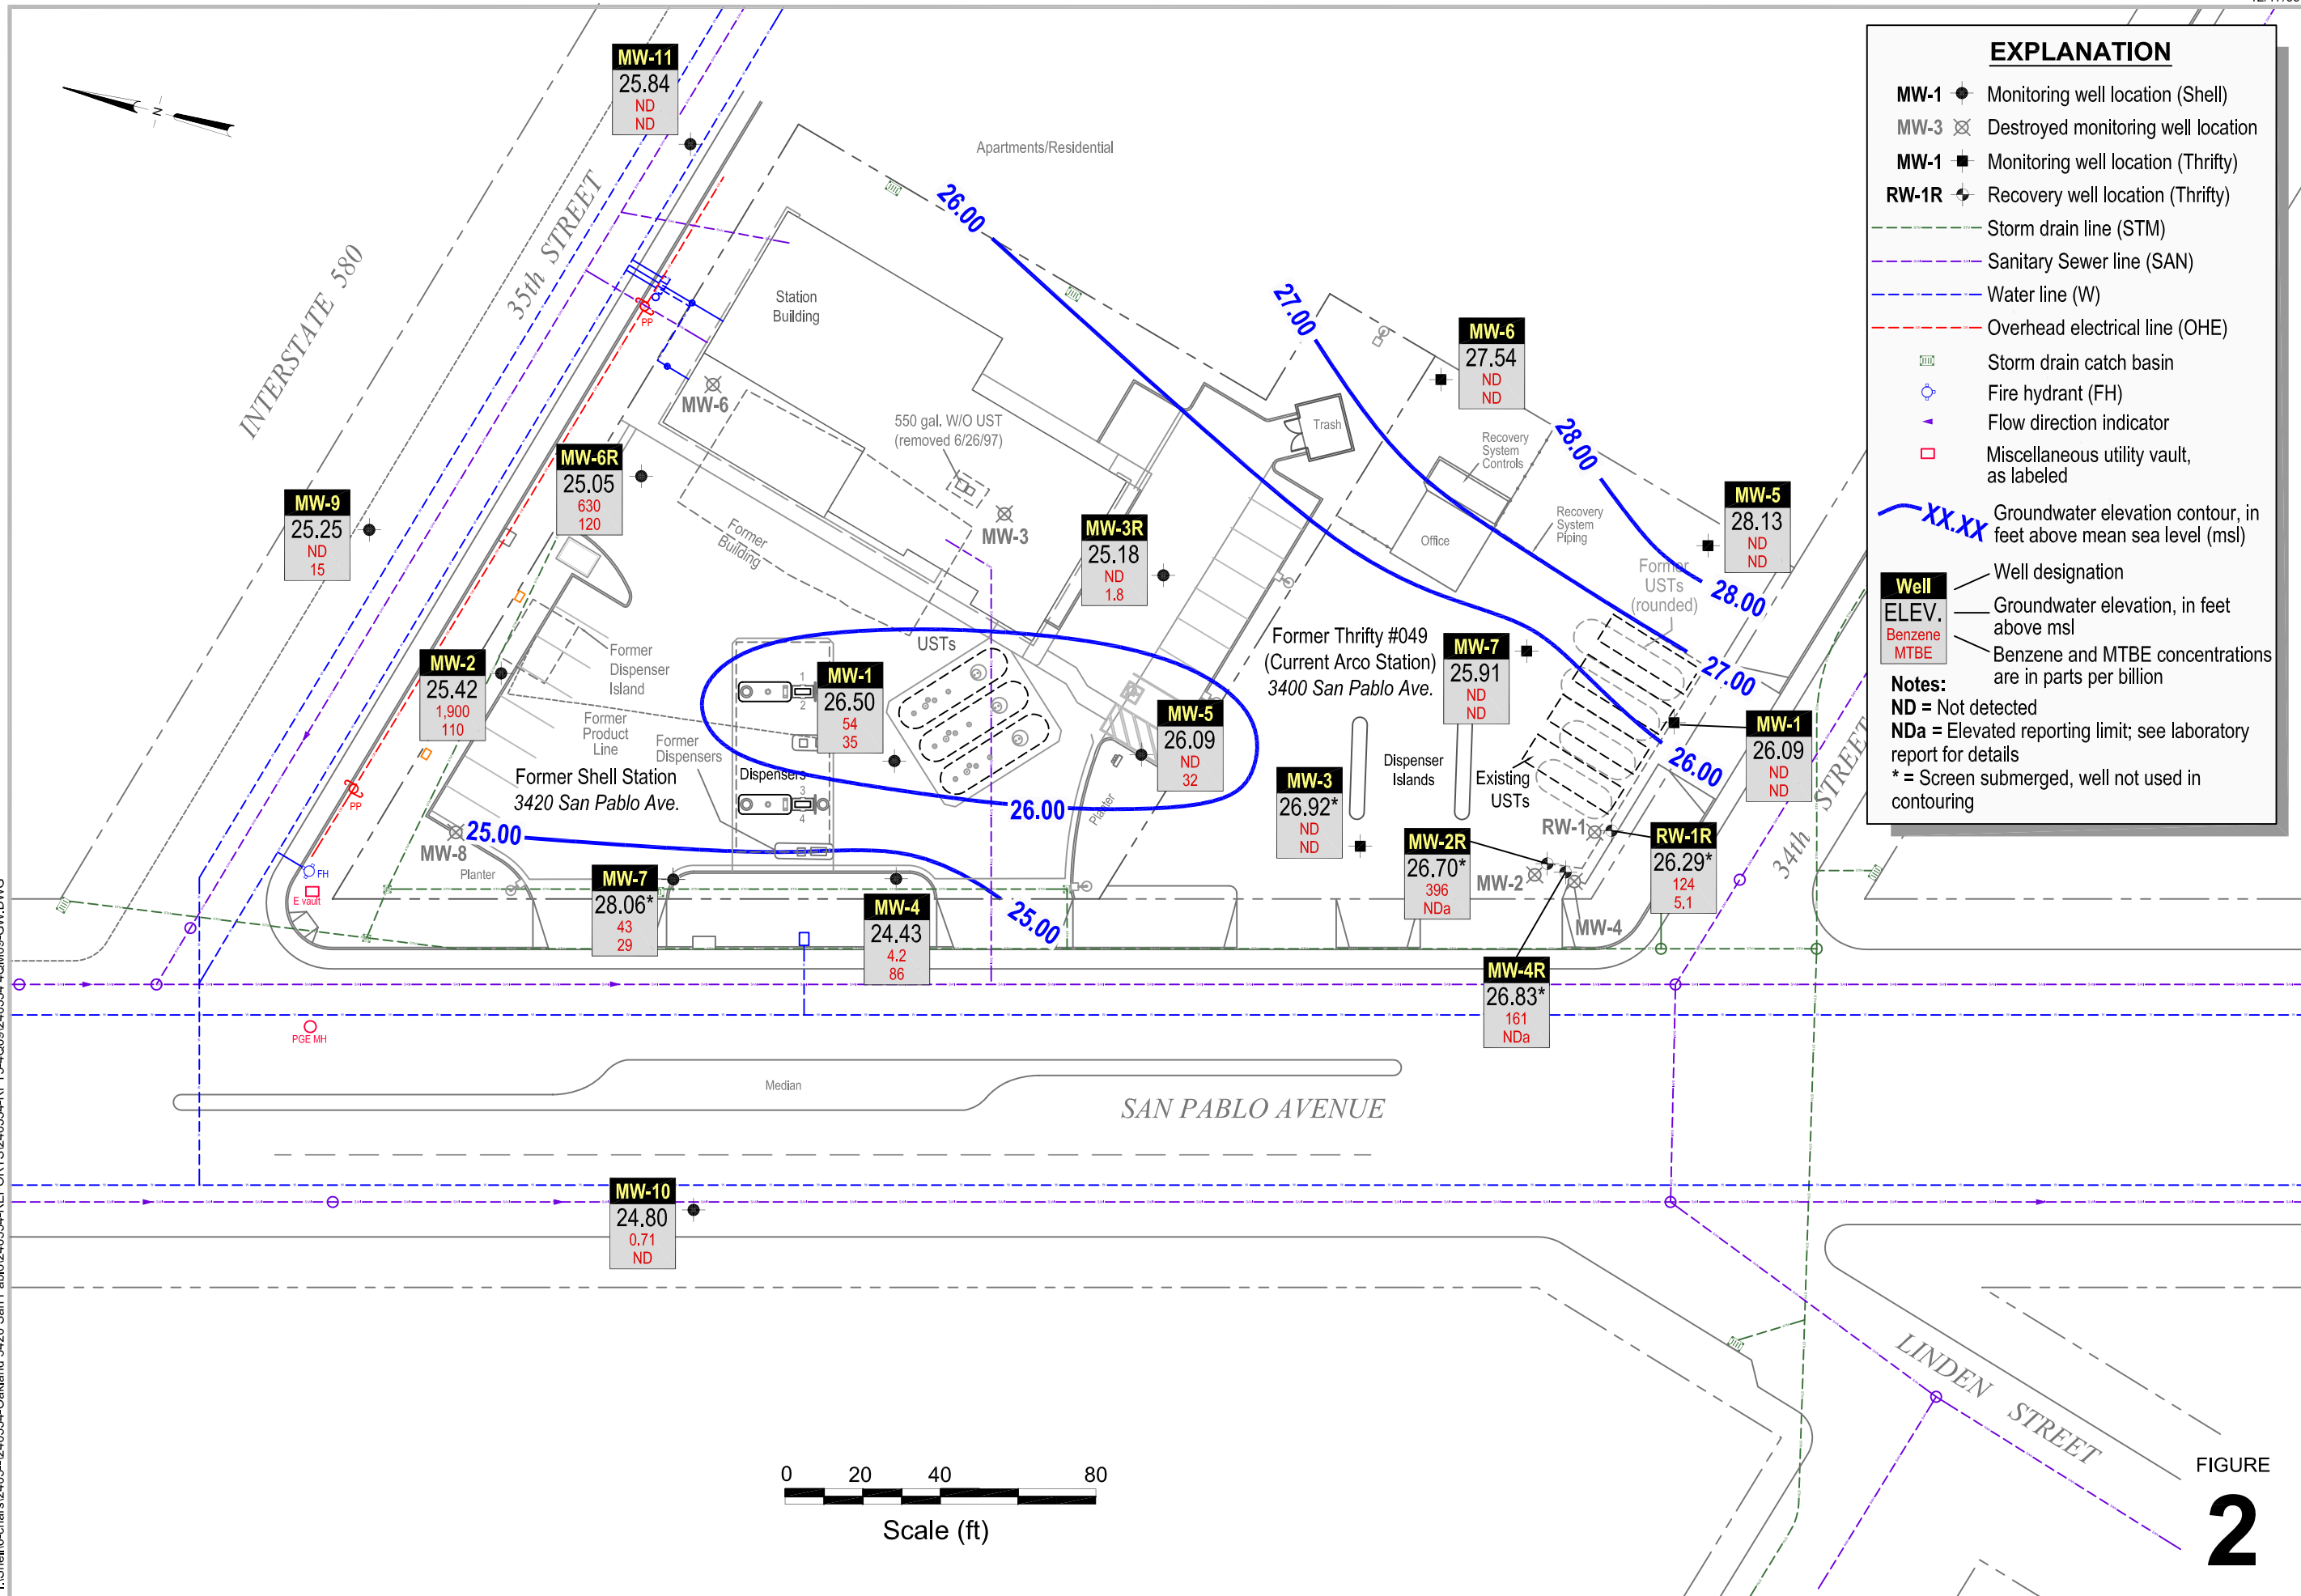 MW-11
25.84
ND
ND
N
INTERSTATE 580
35th STREET
Apartments/Residential
26.00
Station
Building
PP
MW-6
27.00
MW-6
27.54
ND
ND
550 gal. W/O UST
(removed 6/26/97)
Trash
Recovery
System
Controls
28.00
MW-6R
25.05
630
120
MW-9
25.25
ND
15
MW-3
Former
Building
MW-3R
25.18
ND
1.8
Office
Recovery
System
Piping
MW-5
28.13
ND
ND
Former
USTs
(rounded)
28.00
MW-2
25.42
1,900
110
Former
Dispenser
Island
Former
Product
Line
Former
Dispensers
USTs
1
2
MW-1
26.50
54
35
Dispensers
3
4
Former Shell Station
3420 San Pablo Ave.
MW-5
26.09
ND
32
Former Thrifty #049
(Current Arco Station)
3400 San Pablo Ave.
MW-7
25.91
ND
ND
27.00
MW-1
26.09
ND
ND
26.00
MW-3
26.92*
ND
ND
Dispenser
Islands
Existing
USTs
26.00
Planter
PP
25.00
MW-8
Planter
FH
E vault
MW-7
28.06*
43
29
MW-4
24.43
4.2
86
25.00
RW-1
MW-2R
26.70*
396
NDa
MW-2
RW-1R
26.29*
124
5.1
MW-4
MW-4R
26.83*
161
NDa
34th STREET
PGE MH
Median
SAN PABLO AVENUE
MW-10
24.80
0.71
ND
LINDEN STREET
0 20 40 80
Scale (ft)
EXPLANATION
MW-1 Monitoring well location (Shell)
MW-3 Destroyed monitoring well location
MW-1 Monitoring well location (Thrifty)
RW-1R Recovery well location (Thrifty)
Storm drain line (STM)
Sanitary Sewer line (SAN)
Water line (W)
Overhead electrical line (OHE)
Storm drain catch basin
Fire hydrant (FH)
Flow direction indicator
Miscellaneous utility vault,
as labeled
XX.XX Groundwater elevation contour, in
feet above mean sea level (msl)
Well
ELEV.
Benzene
MTBE
Well designation
Groundwater elevation, in feet
above msl
Benzene and MTBE concentrations
are in parts per billion
Notes:
ND = Not detected
NDa = Elevated reporting limit; see laboratory
report for details
* = Screen submerged, well not used in
contouring
FIGURE
2